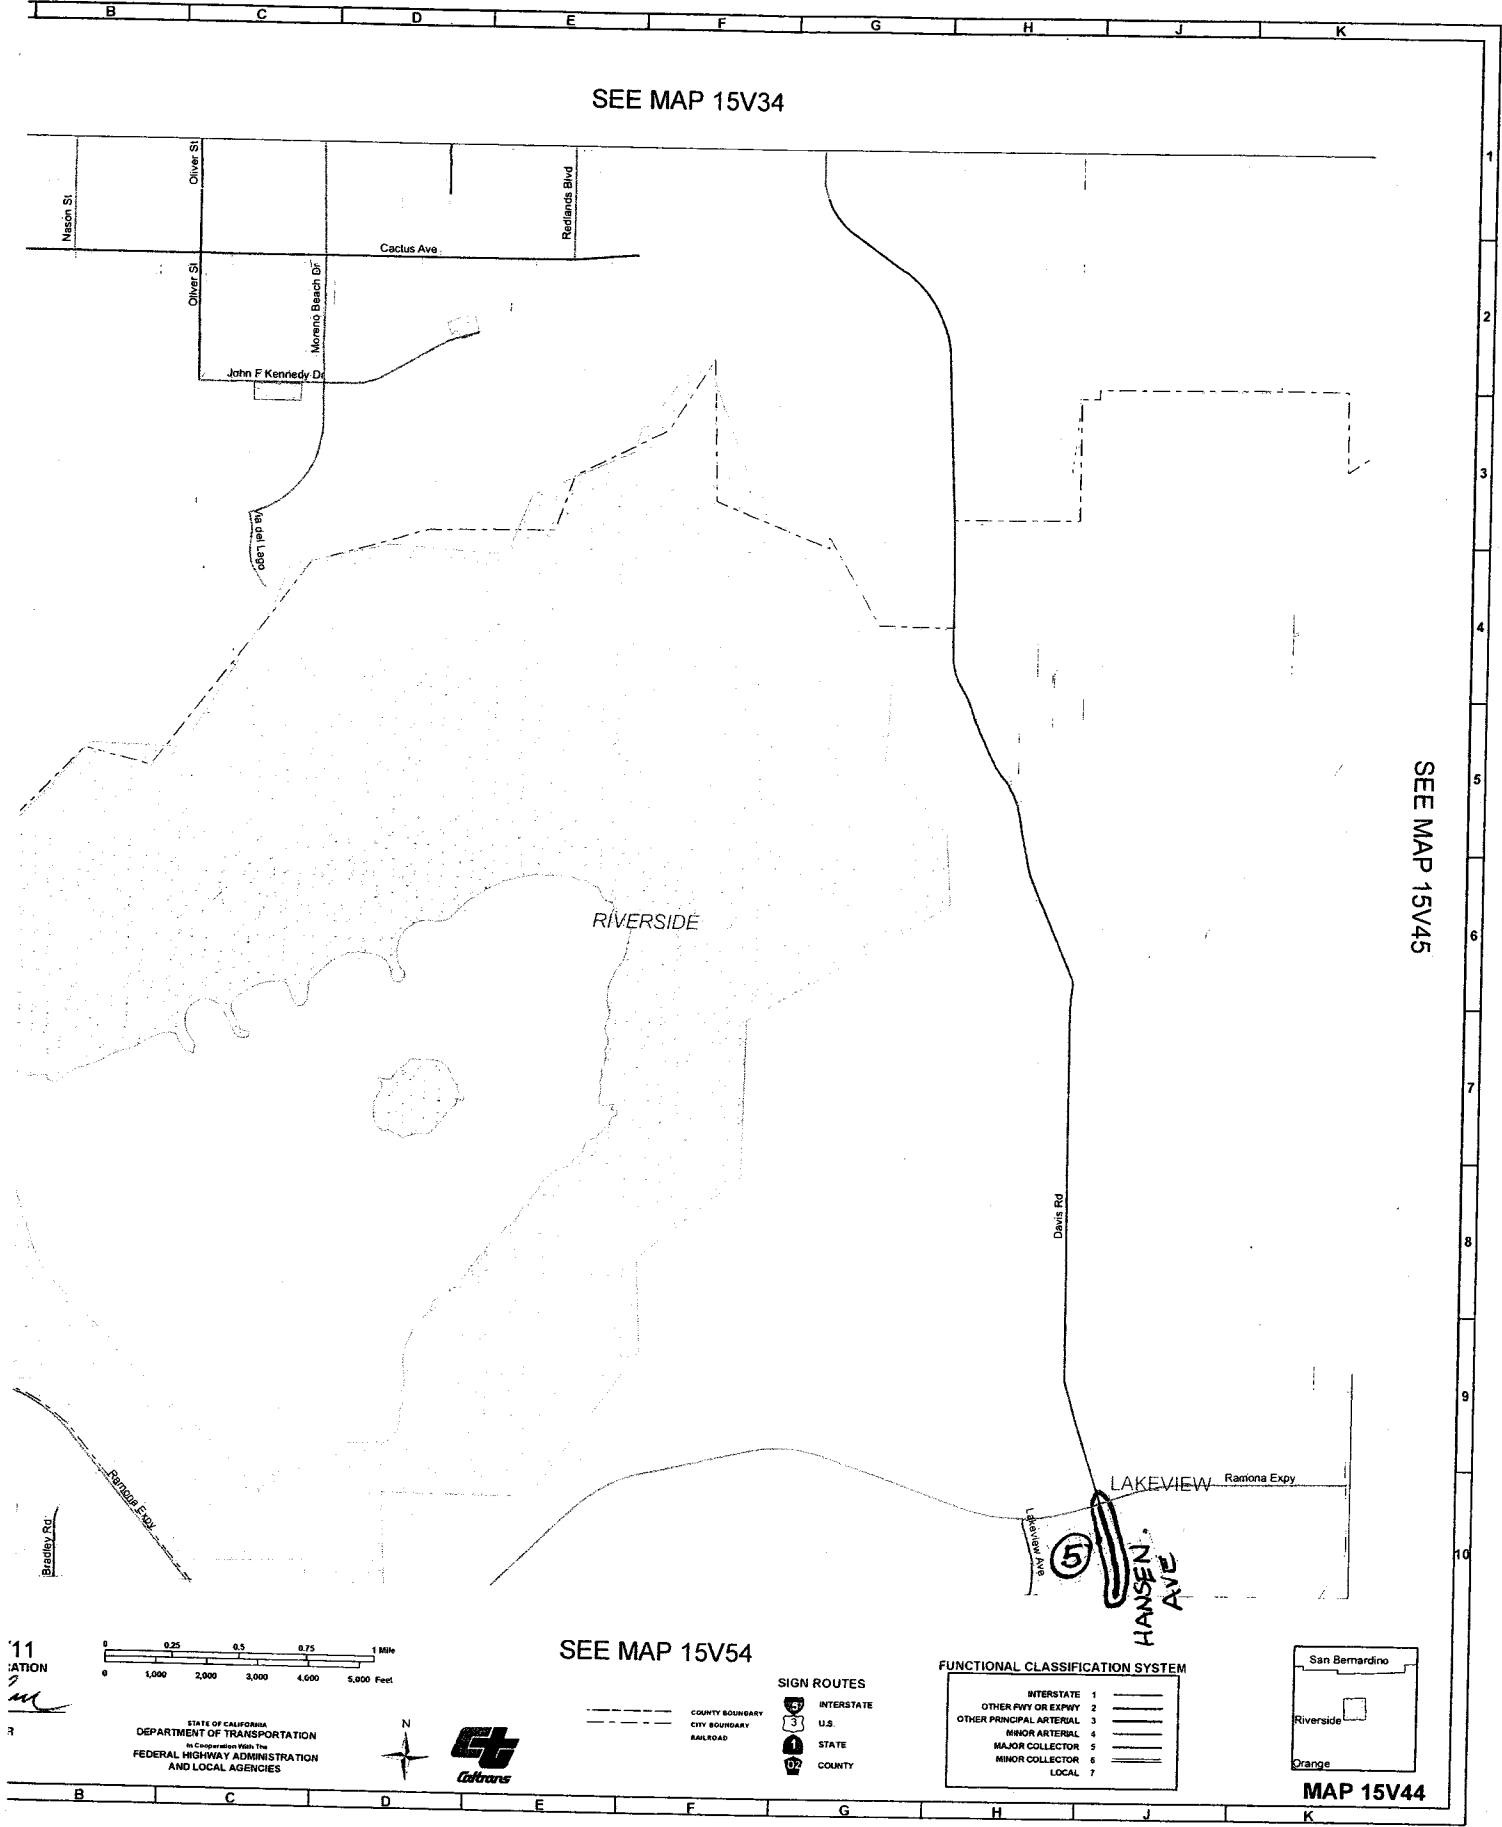 B C D E F G H J K
SEE MAP 15V34
1
Oliver St
Nason St
Redlands Blvd
Cactus Ave
Oliver St
Moreno Beach Dr
2
John F Kennedy Dr
3
Via del Lago
4
SEE MAP 15V45
5
RIVERSIDE
6
7
Davis Rd
8
9
Ramona Expy
LAKEVIEW
Ramona Expy
Bradley Rd
Lakeview Ave
5
HANSEN
AVE
10
'11
0 0.25 0.5 0.75 1 Mile
0 1,000 2,000 3,000 4,000 5,000 Feet
SEE MAP 15V54
STATE OF CALIFORNIA
DEPARTMENT OF TRANSPORTATION
In Cooperation With The
FEDERAL HIGHWAY ADMINISTRATION
AND LOCAL AGENCIES
N
Caltrans
COUNTY BOUNDARY
CITY BOUNDARY
RAILROAD
SIGN ROUTES
5 INTERSTATE
3 U.S.
1 STATE
02 COUNTY
FUNCTIONAL CLASSIFICATION SYSTEM
INTERSTATE 1
OTHER FWY OR EXPWY 2
OTHER PRINCIPAL ARTERIAL 3
MINOR ARTERIAL 4
MAJOR COLLECTOR 5
MINOR COLLECTOR 6
LOCAL 7
San Bernardino
Riverside
Orange
MAP 15V44
B C D E F G H J K